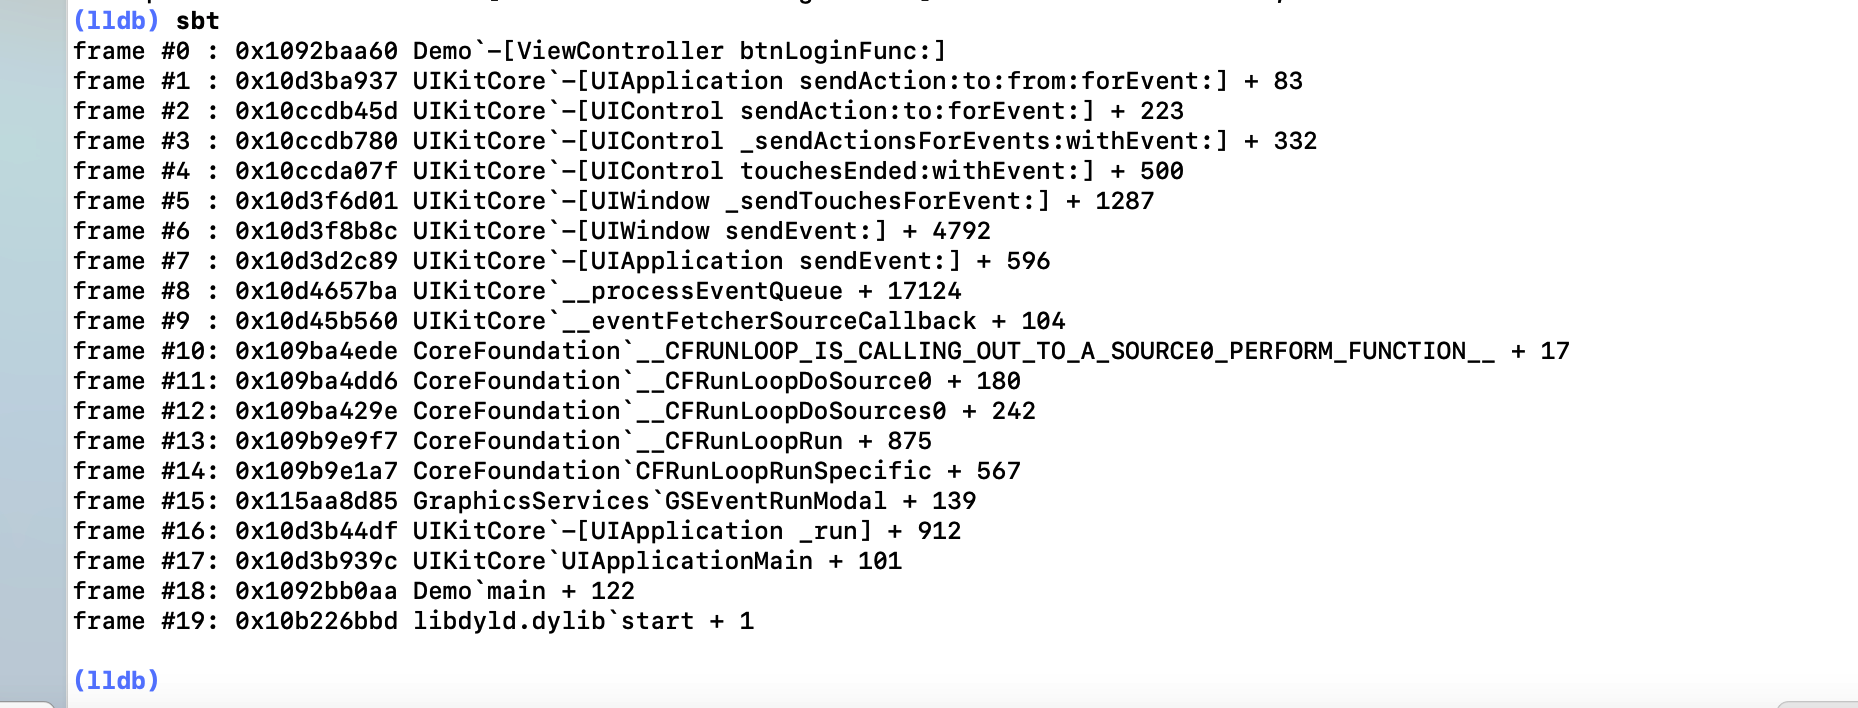 (lldb) sbt
frame #0 : 0x1092baa60 Demo`-[ViewController btnLoginFunc:]
frame #1 : 0x10d3ba937 UIKitCore`-[UIApplication sendAction:to:from:forEvent:] + 83
frame #2 : 0x10ccdb45d UIKitCore`-[UIControl sendAction:to:forEvent:] + 223
frame #3 : 0x10ccdb780 UIKitCore`-[UIControl _sendActionsForEvents:withEvent:] + 332
frame #4 : 0x10ccda07f UIKitCore`-[UIControl touchesEnded:withEvent:] + 500
frame #5 : 0x10d3f6d01 UIKitCore`-[UIWindow _sendTouchesForEvent:] + 1287
frame #6 : 0x10d3f8b8c UIKitCore`-[UIWindow sendEvent:] + 4792
frame #7 : 0x10d3d2c89 UIKitCore`-[UIApplication sendEvent:] + 596
frame #8 : 0x10d4657ba UIKitCore`__processEventQueue + 17124
frame #9 : 0x10d45b560 UIKitCore`__eventFetcherSourceCallback + 104
frame #10: 0x109ba4ede CoreFoundation`__CFRUNLOOP_IS_CALLING_OUT_TO_A_SOURCE0_PERFORM_FUNCTION__ + 17
frame #11: 0x109ba4dd6 CoreFoundation`__CFRunLoopDoSource0 + 180
frame #12: 0x109ba429e CoreFoundation`__CFRunLoopDoSources0 + 242
frame #13: 0x109b9e9f7 CoreFoundation`__CFRunLoopRun + 875
frame #14: 0x109b9e1a7 CoreFoundation`CFRunLoopRunSpecific + 567
frame #15: 0x115aa8d85 GraphicsServices`GSEventRunModal + 139
frame #16: 0x10d3b44df UIKitCore`-[UIApplication _run] + 912
frame #17: 0x10d3b939c UIKitCore`UIApplicationMain + 101
frame #18: 0x1092bb0aa Demo`main + 122
frame #19: 0x10b226bbd libdyld.dylib`start + 1
(lldb)